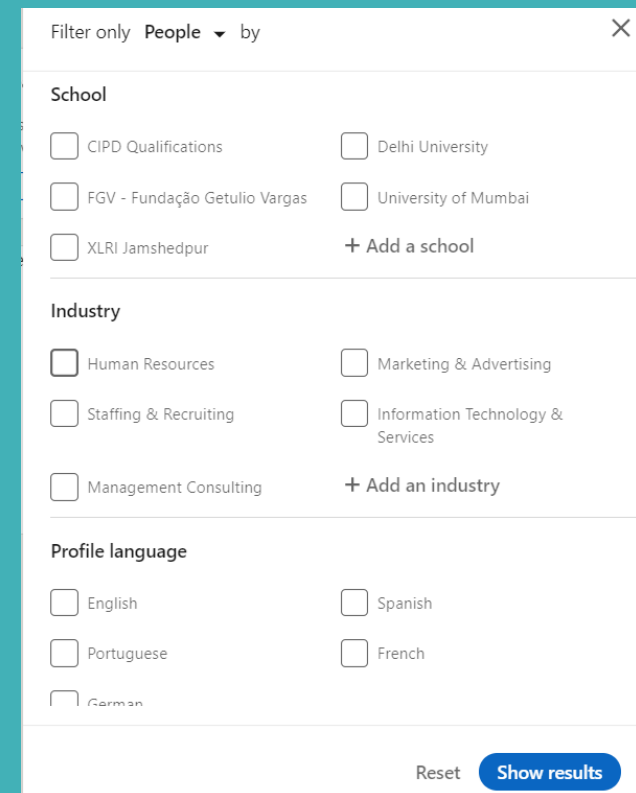 Filter only People by
School
CIPD Qualifications
Delhi University
FGV - Fundação Getulio Vargas
University of Mumbai
XLRI Jamshedpur
+ Add a school
Industry
Human Resources
Marketing & Advertising
Staffing & Recruiting
Information Technology &
Services
Management Consulting
+ Add an industry
Profile language
English
Spanish
Portuguese
French
German
Reset
Show results